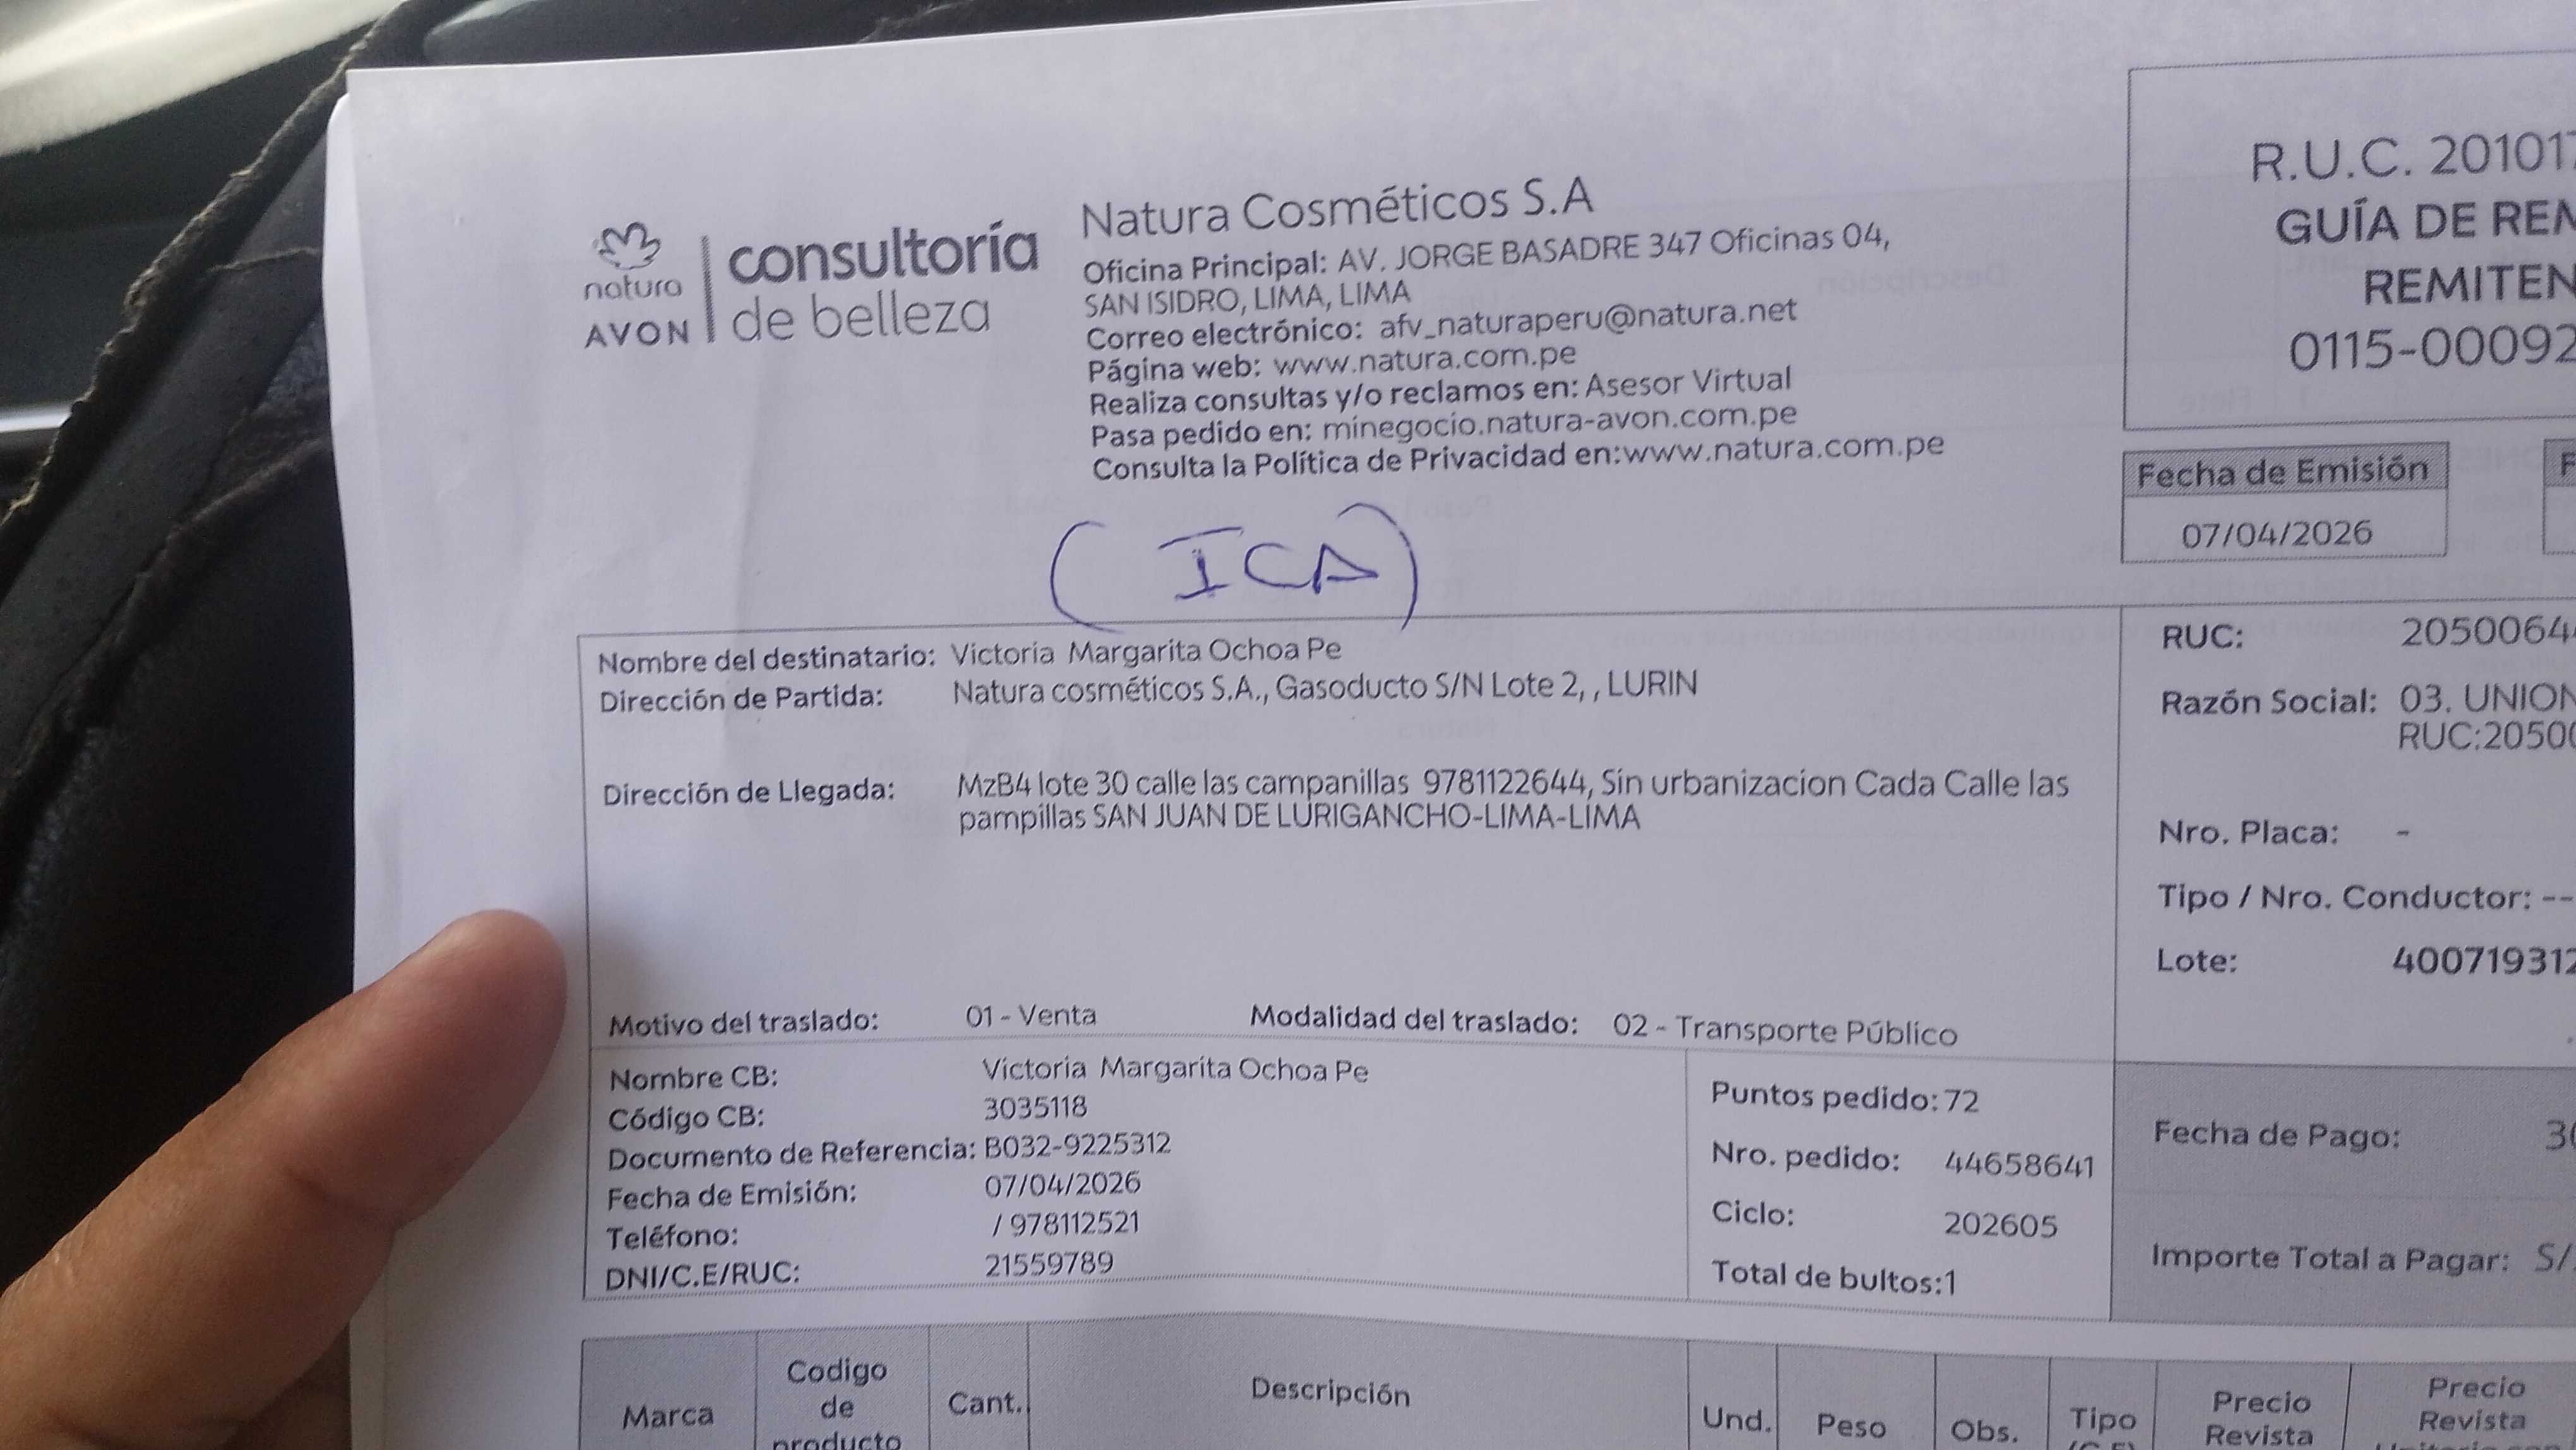 natura
AVON
consultoría
de belleza
Natura Cosméticos S.A
Oficina Principal: AV. JORGE BASADRE 347 Oficinas 04,
SAN ISIDRO, LIMA, LIMA
Correo electrónico: afv_naturaperu@natura.net
Página web: www.natura.com.pe
Realiza consultas y/o reclamos en: Asesor Virtual
Pasa pedido en: minegocio.natura-avon.com.pe
Consulta la Política de Privacidad en:www.natura.com.pe
R.U.C. 20101
GUÍA DE REM
REMITEN
0115-00092
Fecha de Emisión
07/04/2026
(ICA)
Nombre del destinatario: Victoria Margarita Ochoa Pe
Dirección de Partida: Natura cosméticos S.A., Gasoducto S/N Lote 2, , LURIN
Dirección de Llegada: MzB4 lote 30 calle las campanillas 9781122644, Sin urbanizacion Cada Calle las
pampillas SAN JUAN DE LURIGANCHO-LIMA-LIMA
Motivo del traslado: 01 - Venta Modalidad del traslado: 02 - Transporte Público
RUC: 2050064
Razón Social: 03. UNION
RUC:20500
Nro. Placa: -
Tipo / Nro. Conductor: --
Lote: 400719312
Nombre CB: Victoria Margarita Ochoa Pe
Código CB: 3035118
Documento de Referencia: B032-9225312
Fecha de Emisión: 07/04/2026
Teléfono: / 978112521
DNI/C.E/RUC: 21559789
Puntos pedido: 72
Nro. pedido: 44658641
Ciclo: 202605
Total de bultos:1
Fecha de Pago: 30
Importe Total a Pagar: S/.
Marca
Codigo
de
producto
Cant.
Descripción
Und.
Peso
Obs.
Tipo
Precio
Revista
Precio
Revista